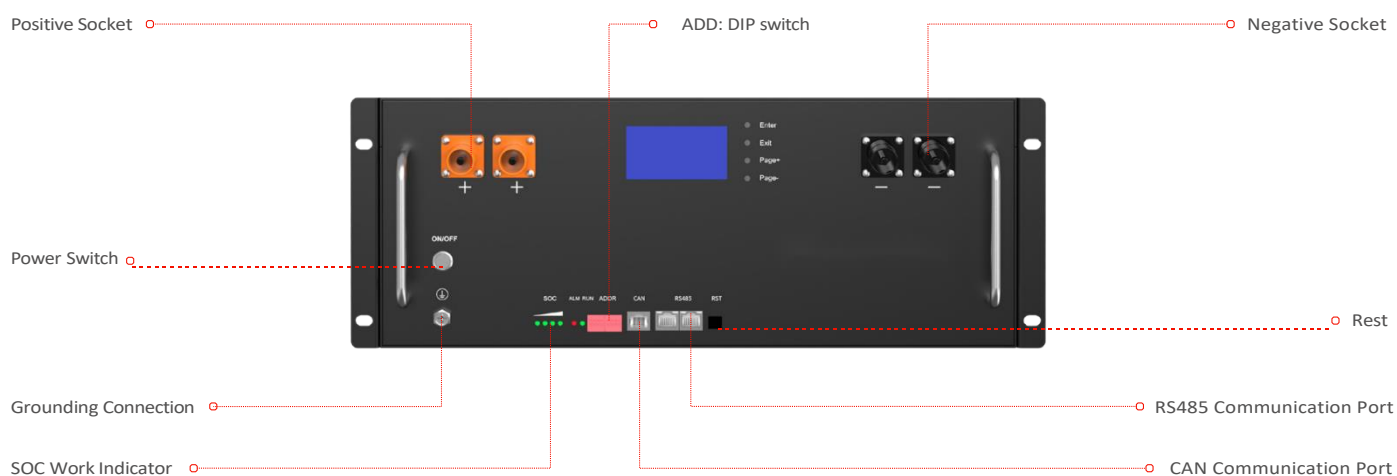 Positive Socket
ADD: DIP switch
Negative Socket
Enter
Exit
Page+
Page-
+ +
− −
ON/OFF
Power Switch
SOC ALM RUN ADDR CAN RS485 RST
Rest
Grounding Connection
RS485 Communication Port
SOC Work Indicator
CAN Communication Port